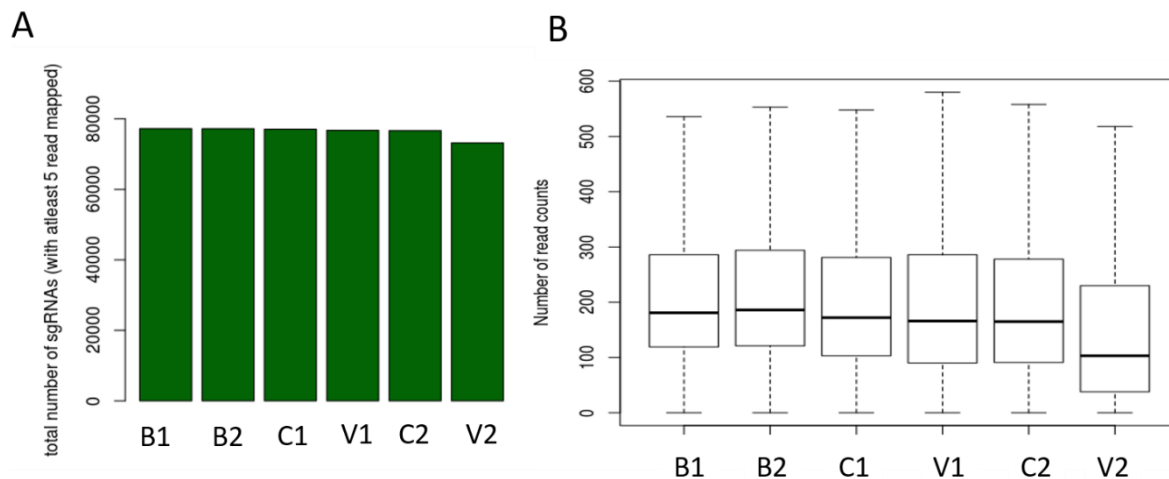 A
total number of sgRNAs (with atleast 5 read mapped)
80000
60000
40000
20000
0
B1 B2 C1 V1 C2 V2
B
Number of read counts
600
500
400
300
200
100
0
B1 B2 C1 V1 C2 V2